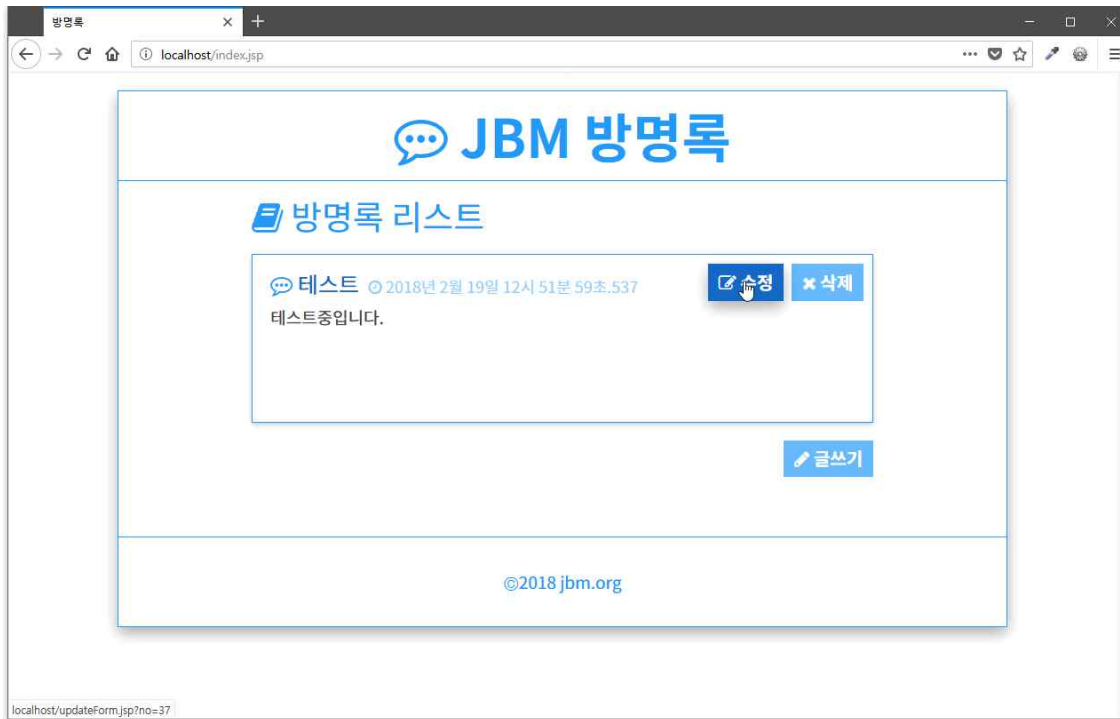 방명록
localhost/index.jsp
JBM 방명록
방명록 리스트
테스트 2018년 2월 19일 12시 51분 59초.537 수정 삭제
테스트중입니다.
글쓰기
©2018 jbm.org
localhost/updateForm.jsp?no=37